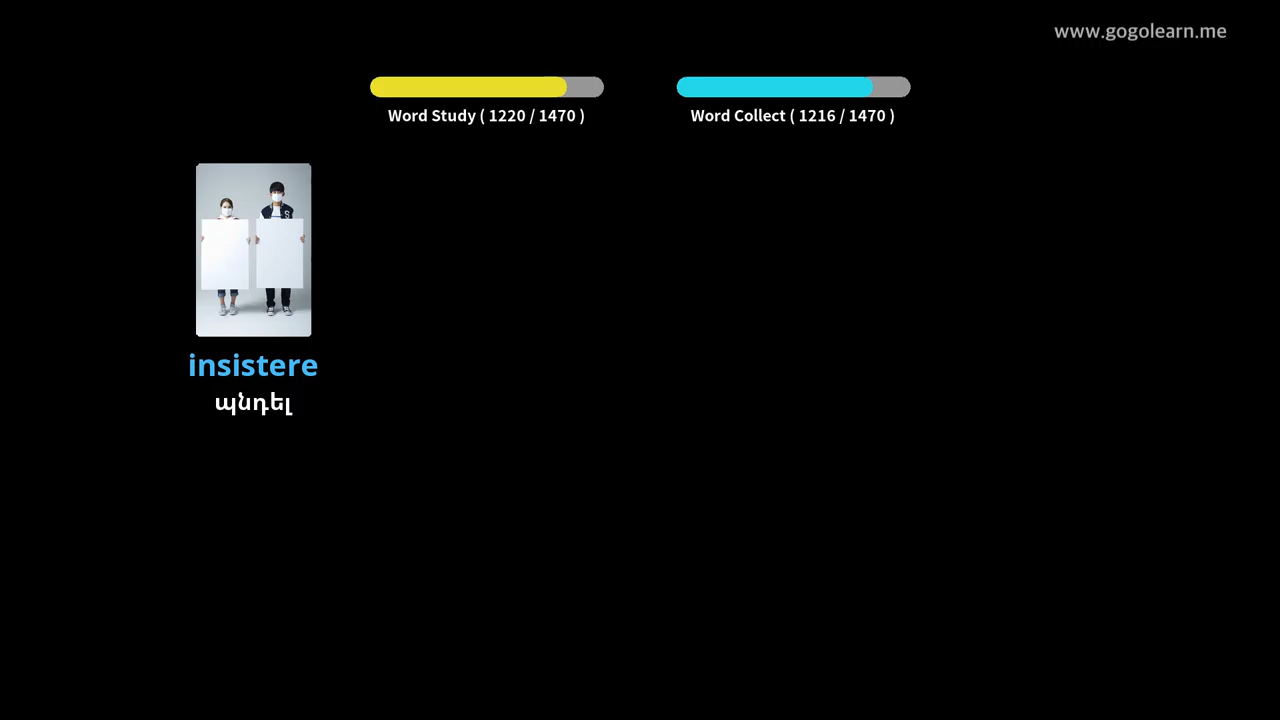 www.gogolearn.me
Word Study ( 1220 / 1470 )
Word Collect ( 1216 / 1470 )
insistere
պնդել